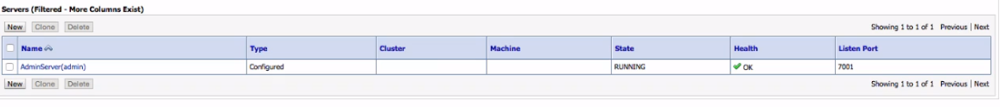 Servers (Filtered - More Columns Exist)
New Clone Delete Showing 1 to 1 of 1 Previous | Next
Name Type Cluster Machine State Health Listen Port
AdminServer(admin) Configured RUNNING OK 7001
New Clone Delete Showing 1 to 1 of 1 Previous | Next